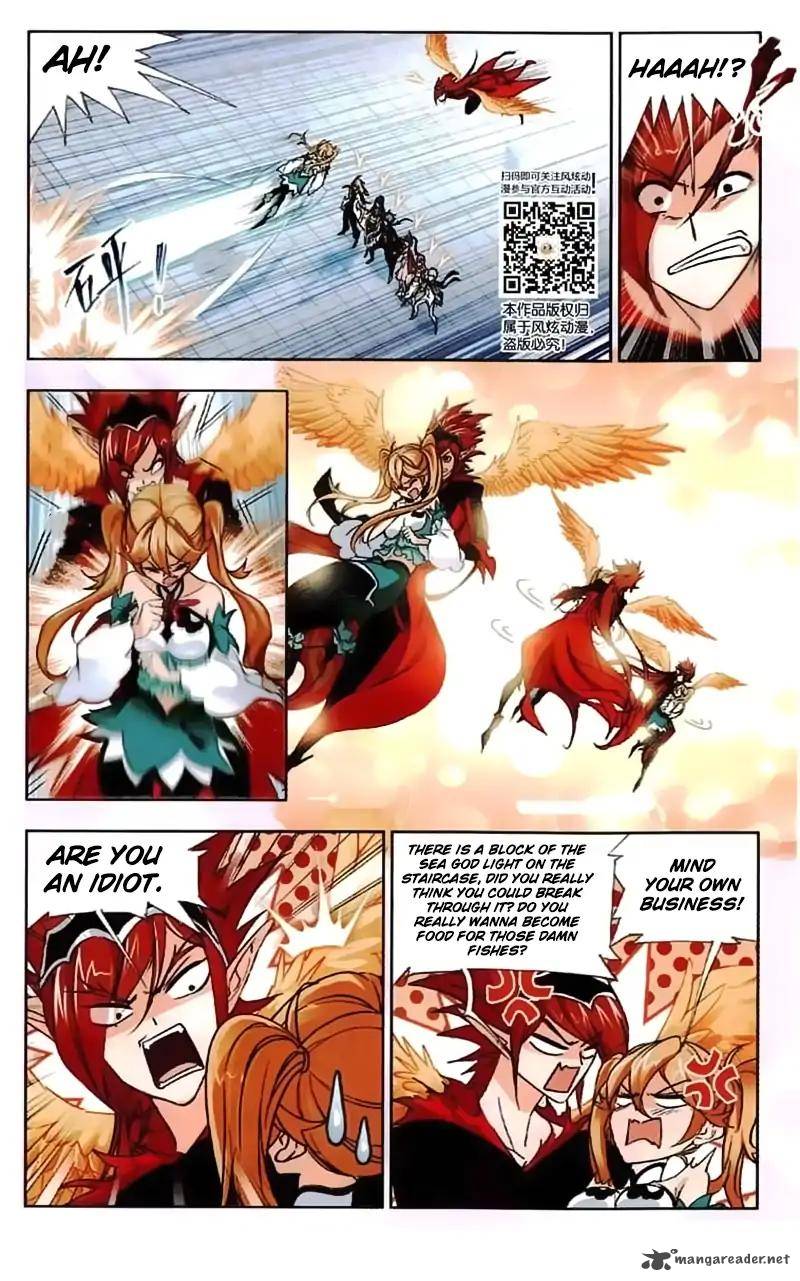 AH!
HAAAH!?
扫码即可关注风炫动
漫参与官方互动活动!
本作品版权归
属于风炫动漫,
盗版必究!
砰!
ARE YOU
AN IDIOT.
THERE IS A BLOCK OF THE
SEA GOD LIGHT ON THE
STAIRCASE, DID YOU REALLY
THINK YOU COULD BREAK
THROUGH IT? DO YOU
REALLY WANNA BECOME
FOOD FOR THOSE DAMN
FISHES?
MIND
YOUR OWN
BUSINESS!
mangareader.net